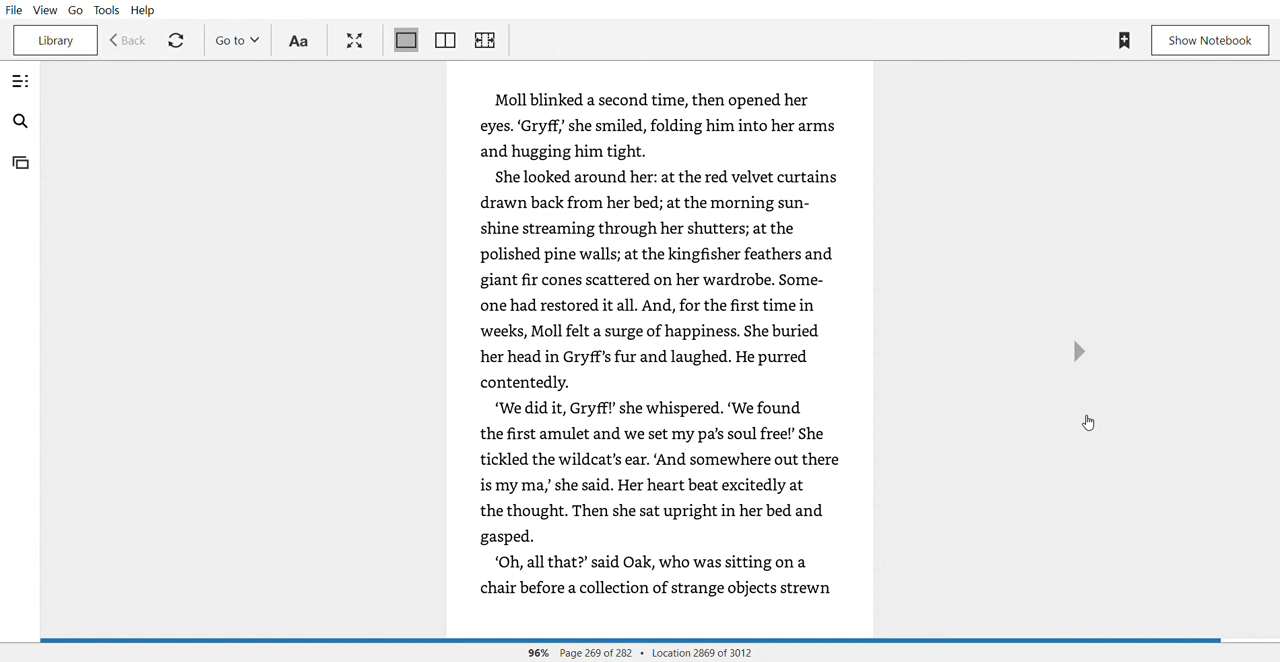 File View Go Tools Help
Library Back Go to Aa Show Notebook
Moll blinked a second time, then opened her
eyes. ‘Gryff,’ she smiled, folding him into her arms
and hugging him tight.
She looked around her: at the red velvet curtains
drawn back from her bed; at the morning sun-
shine streaming through her shutters; at the
polished pine walls; at the kingfisher feathers and
giant fir cones scattered on her wardrobe. Some-
one had restored it all. And, for the first time in
weeks, Moll felt a surge of happiness. She buried
her head in Gryff’s fur and laughed. He purred
contentedly.
‘We did it, Gryff!’ she whispered. ‘We found
the first amulet and we set my pa’s soul free!’ She
tickled the wildcat’s ear. ‘And somewhere out there
is my ma,’ she said. Her heart beat excitedly at
the thought. Then she sat upright in her bed and
gasped.
‘Oh, all that?’ said Oak, who was sitting on a
chair before a collection of strange objects strewn
96% Page 269 of 282 • Location 2869 of 3012